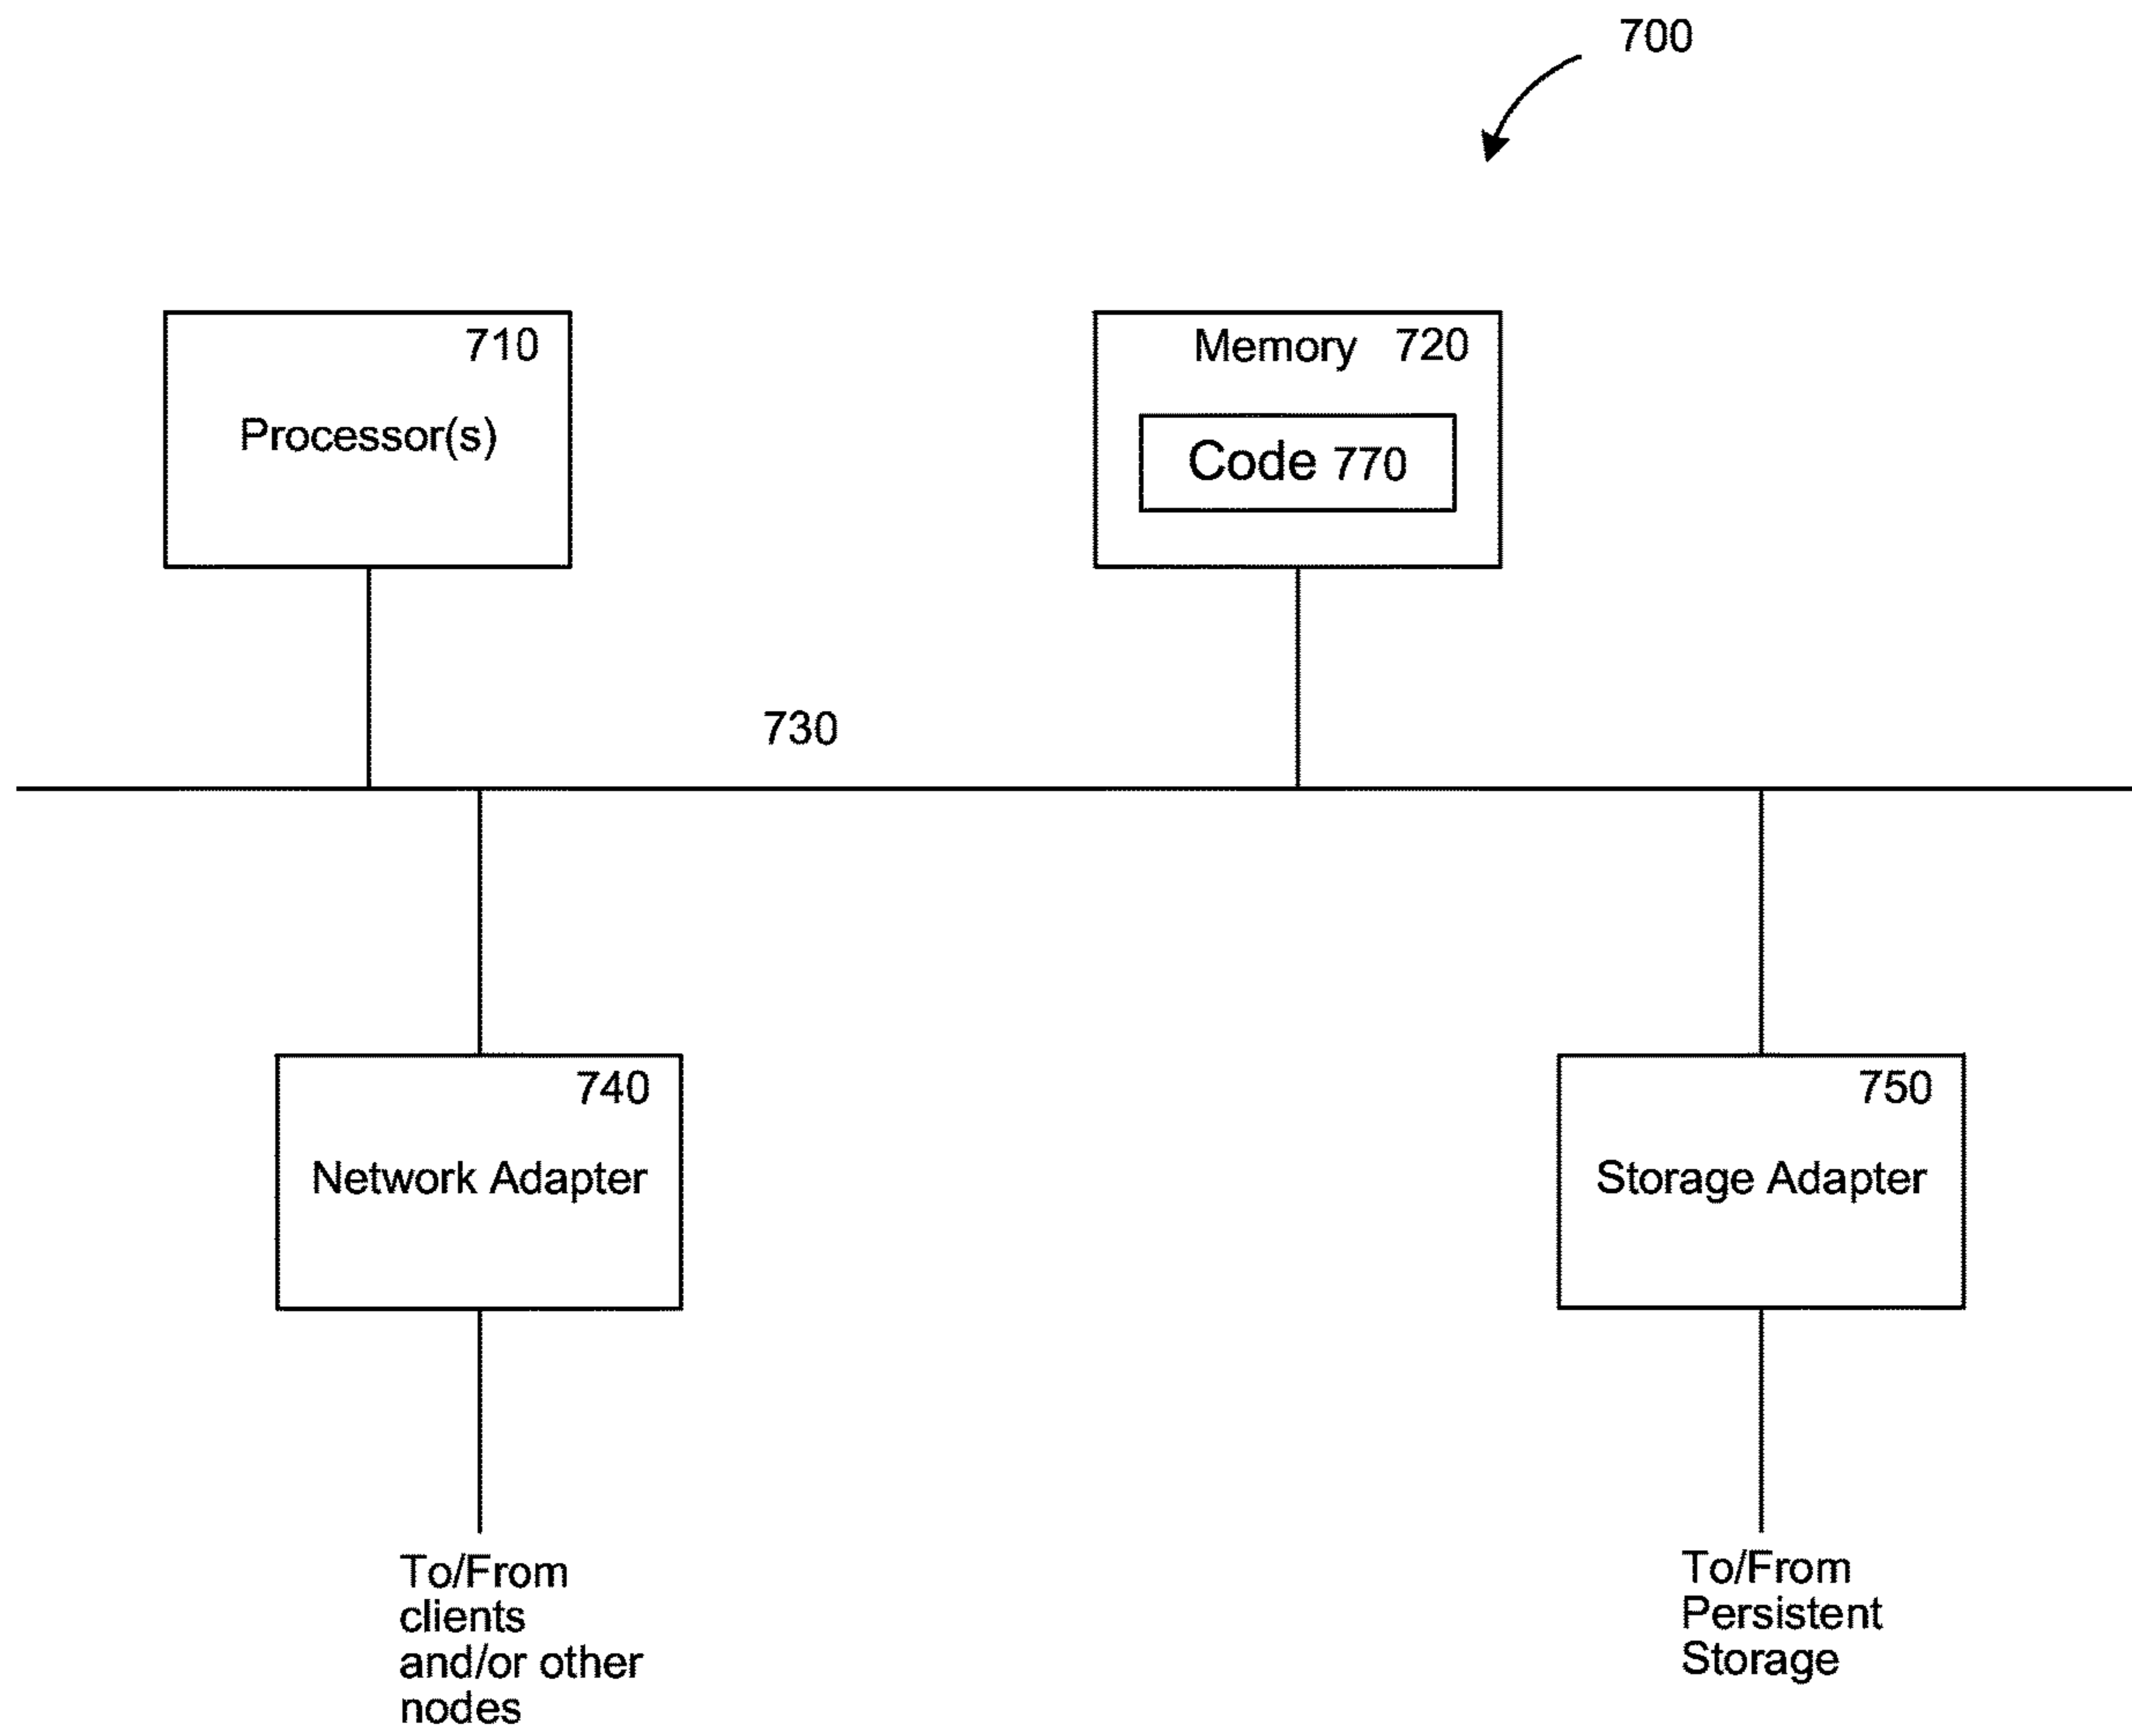 700
710
Processor(s)
Memory 720
Code 770
730
740
Network Adapter
750
Storage Adapter
To/From
clients
and/or other
nodes
To/From
Persistent
Storage